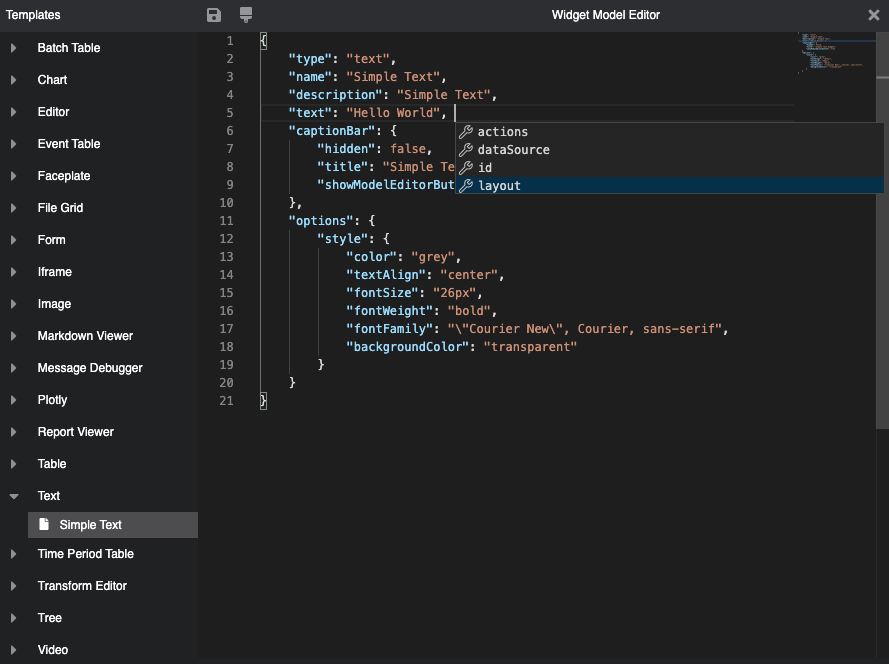 Templates
Widget Model Editor
Batch Table
Chart
Editor
Event Table
Faceplate
File Grid
Form
Iframe
Image
Markdown Viewer
Message Debugger
Plotly
Report Viewer
Table
Text
Simple Text
Time Period Table
Transform Editor
Tree
Video
1 {
2 "type": "text",
3 "name": "Simple Text",
4 "description": "Simple Text",
5 "text": "Hello World",
6 "captionBar": {
7 "hidden": false,
8 "title": "Simple Te
9 "showModelEditorBut
10 },
11 "options": {
12 "style": {
13 "color": "grey",
14 "textAlign": "center",
15 "fontSize": "26px",
16 "fontWeight": "bold",
17 "fontFamily": "\"Courier New\", Courier, sans-serif",
18 "backgroundColor": "transparent"
19 }
20 }
21 }
actions
dataSource
id
layout